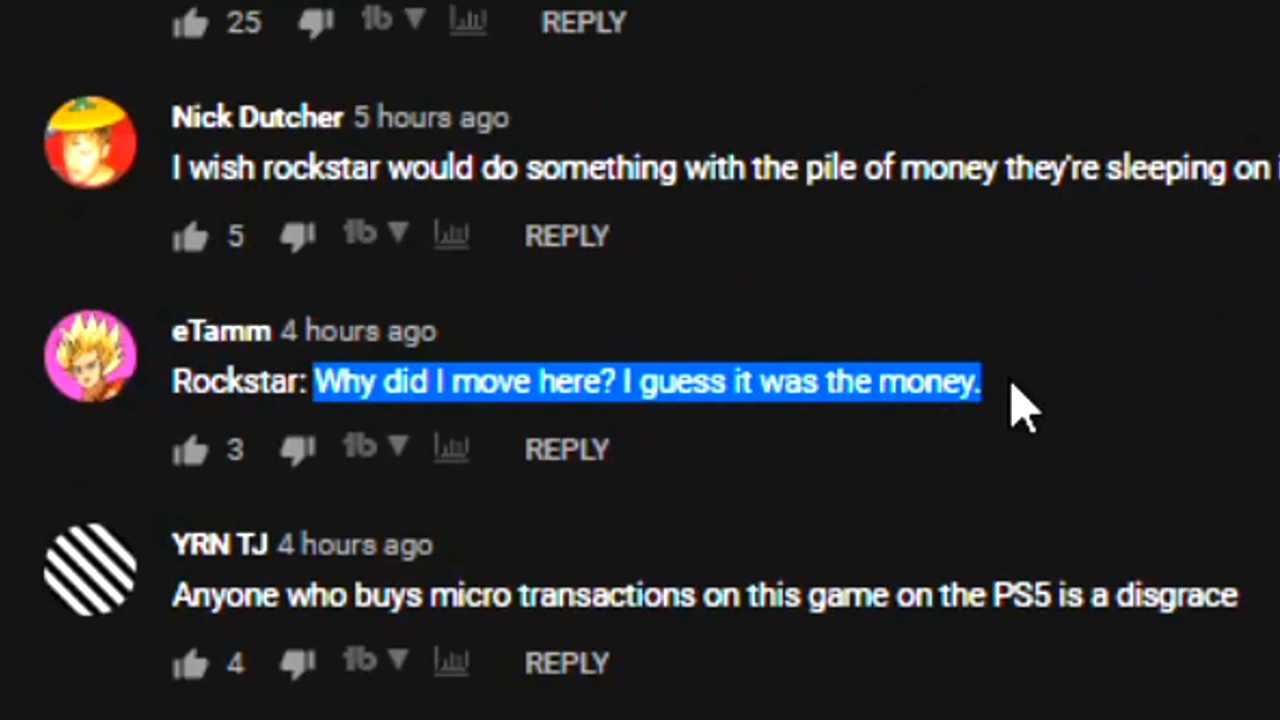 25 REPLY
Nick Dutcher 5 hours ago
I wish rockstar would do something with the pile of money they're sleeping on
5 REPLY
eTamm 4 hours ago
Rockstar: Why did I move here? I guess it was the money.
3 REPLY
YRN TJ 4 hours ago
Anyone who buys micro transactions on this game on the PS5 is a disgrace
4 REPLY